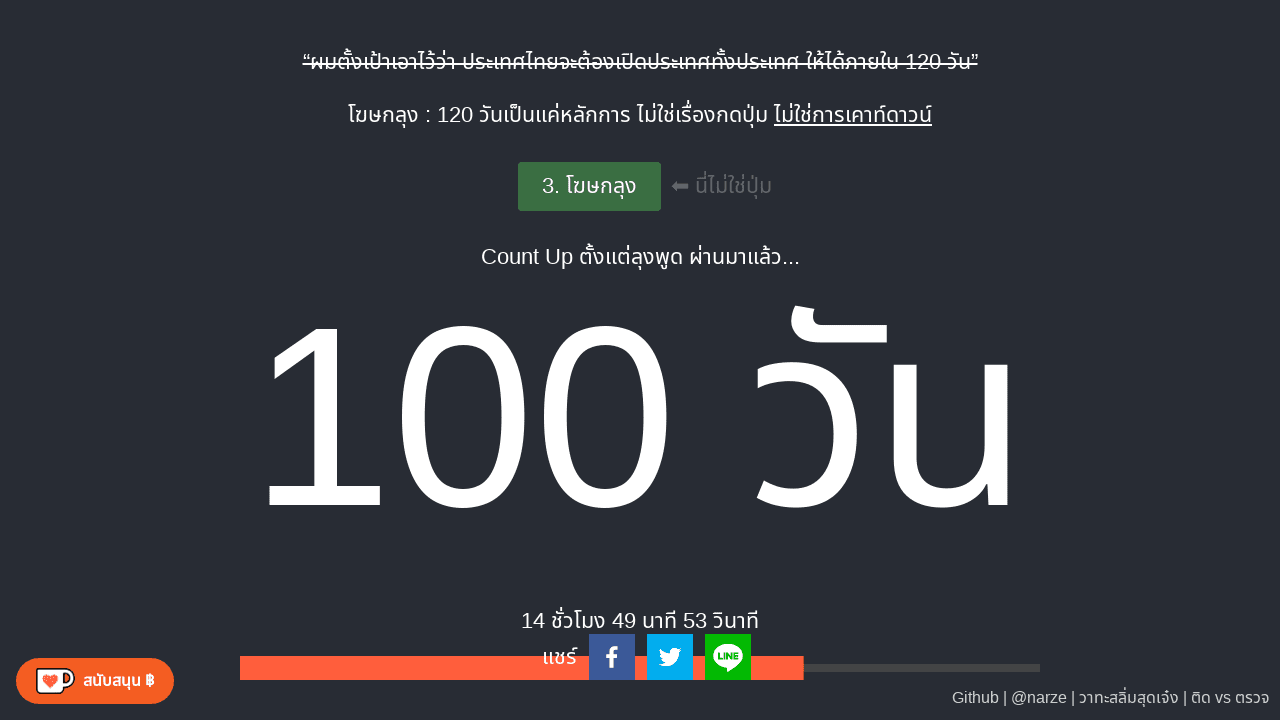 “ผมตั้งเป้าเอาไว้ว่า ประเทศไทยจะต้องเปิดประเทศทั้งประเทศ ให้ได้ภายใน 120 วัน”
โฆษกลุง : 120 วันเป็นแค่หลักการ ไม่ใช่เรื่องกดปุ่ม ไม่ใช่การเคาท์ดาวน์
3. โฆษกลุง ⬅ นี่ไม่ใช่ปุ่ม
Count Up ตั้งแต่ลุงพูด ผ่านมาแล้ว...
100 วัน
14 ชั่วโมง 49 นาที 53 วินาที
แชร์
LINE
สนับสนุน ฿
Github | @narze | วาทะสลิ่มสุดเจ๋ง | ติด vs ตรวจ